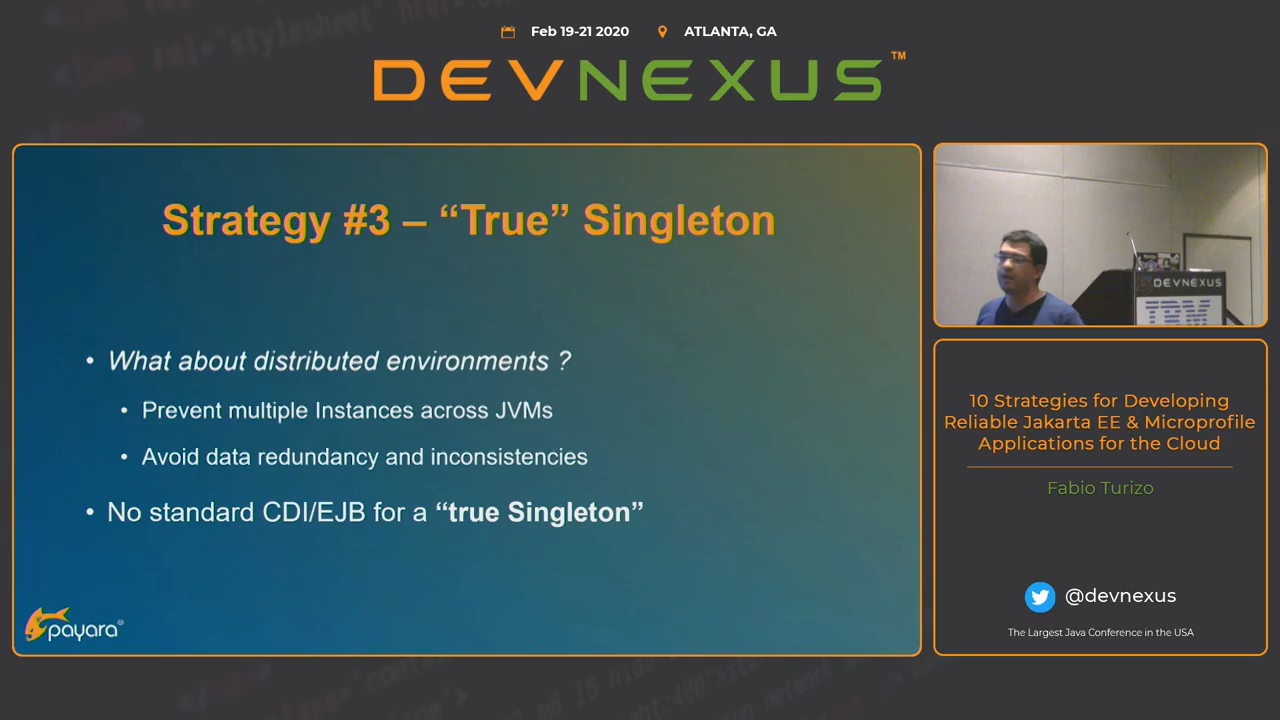 Feb 19-21 2020 ATLANTA, GA
DEVNEXUS™
Strategy #3 – “True” Singleton
• What about distributed environments ?
• Prevent multiple Instances across JVMs
• Avoid data redundancy and inconsistencies
• No standard CDI/EJB for a “true Singleton”
payara®
DEVNEXUS
IBM
10 Strategies for Developing
Reliable Jakarta EE & Microprofile
Applications for the Cloud
Fabio Turizo
@devnexus
The Largest Java Conference in the USA